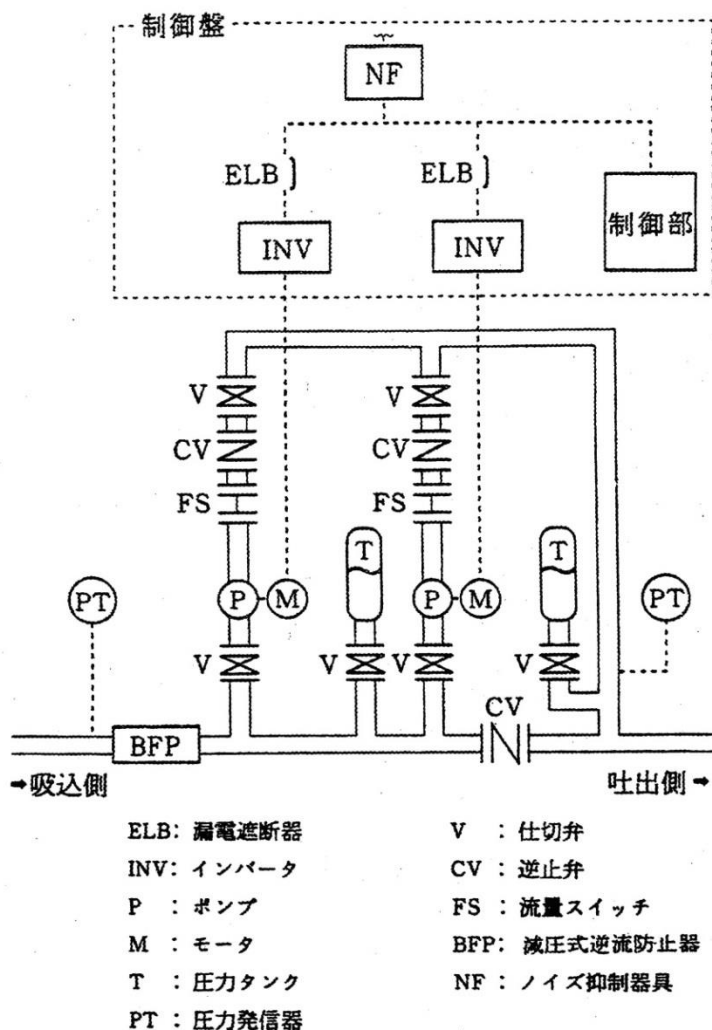 制御盤
NF
ELB
ELB
INV
INV
制御部
V
V
CV
CV
FS
FS
T
T
PT
P
M
P
M
PT
V
V
V
V
CV
BFP
→吸込側
吐出側→
ELB: 漏電遮断器
V : 仕切弁
INV: インバータ
CV : 逆止弁
P : ポンプ
FS : 流量スイッチ
M : モータ
BFP: 減圧式逆流防止器
T : 圧力タンク
NF : ノイズ抑制器具
PT : 圧力発信器